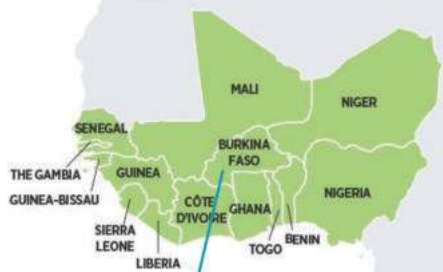 MALI
NIGER
SENEGAL
BURKINA
FASO
THE GAMBIA
GUINEA
NIGERIA
GUINEA-BISSAU
CÔTE
D'IVOIRE
GHANA
SIERRA
LEONE
BENIN
TOGO
LIBERIA